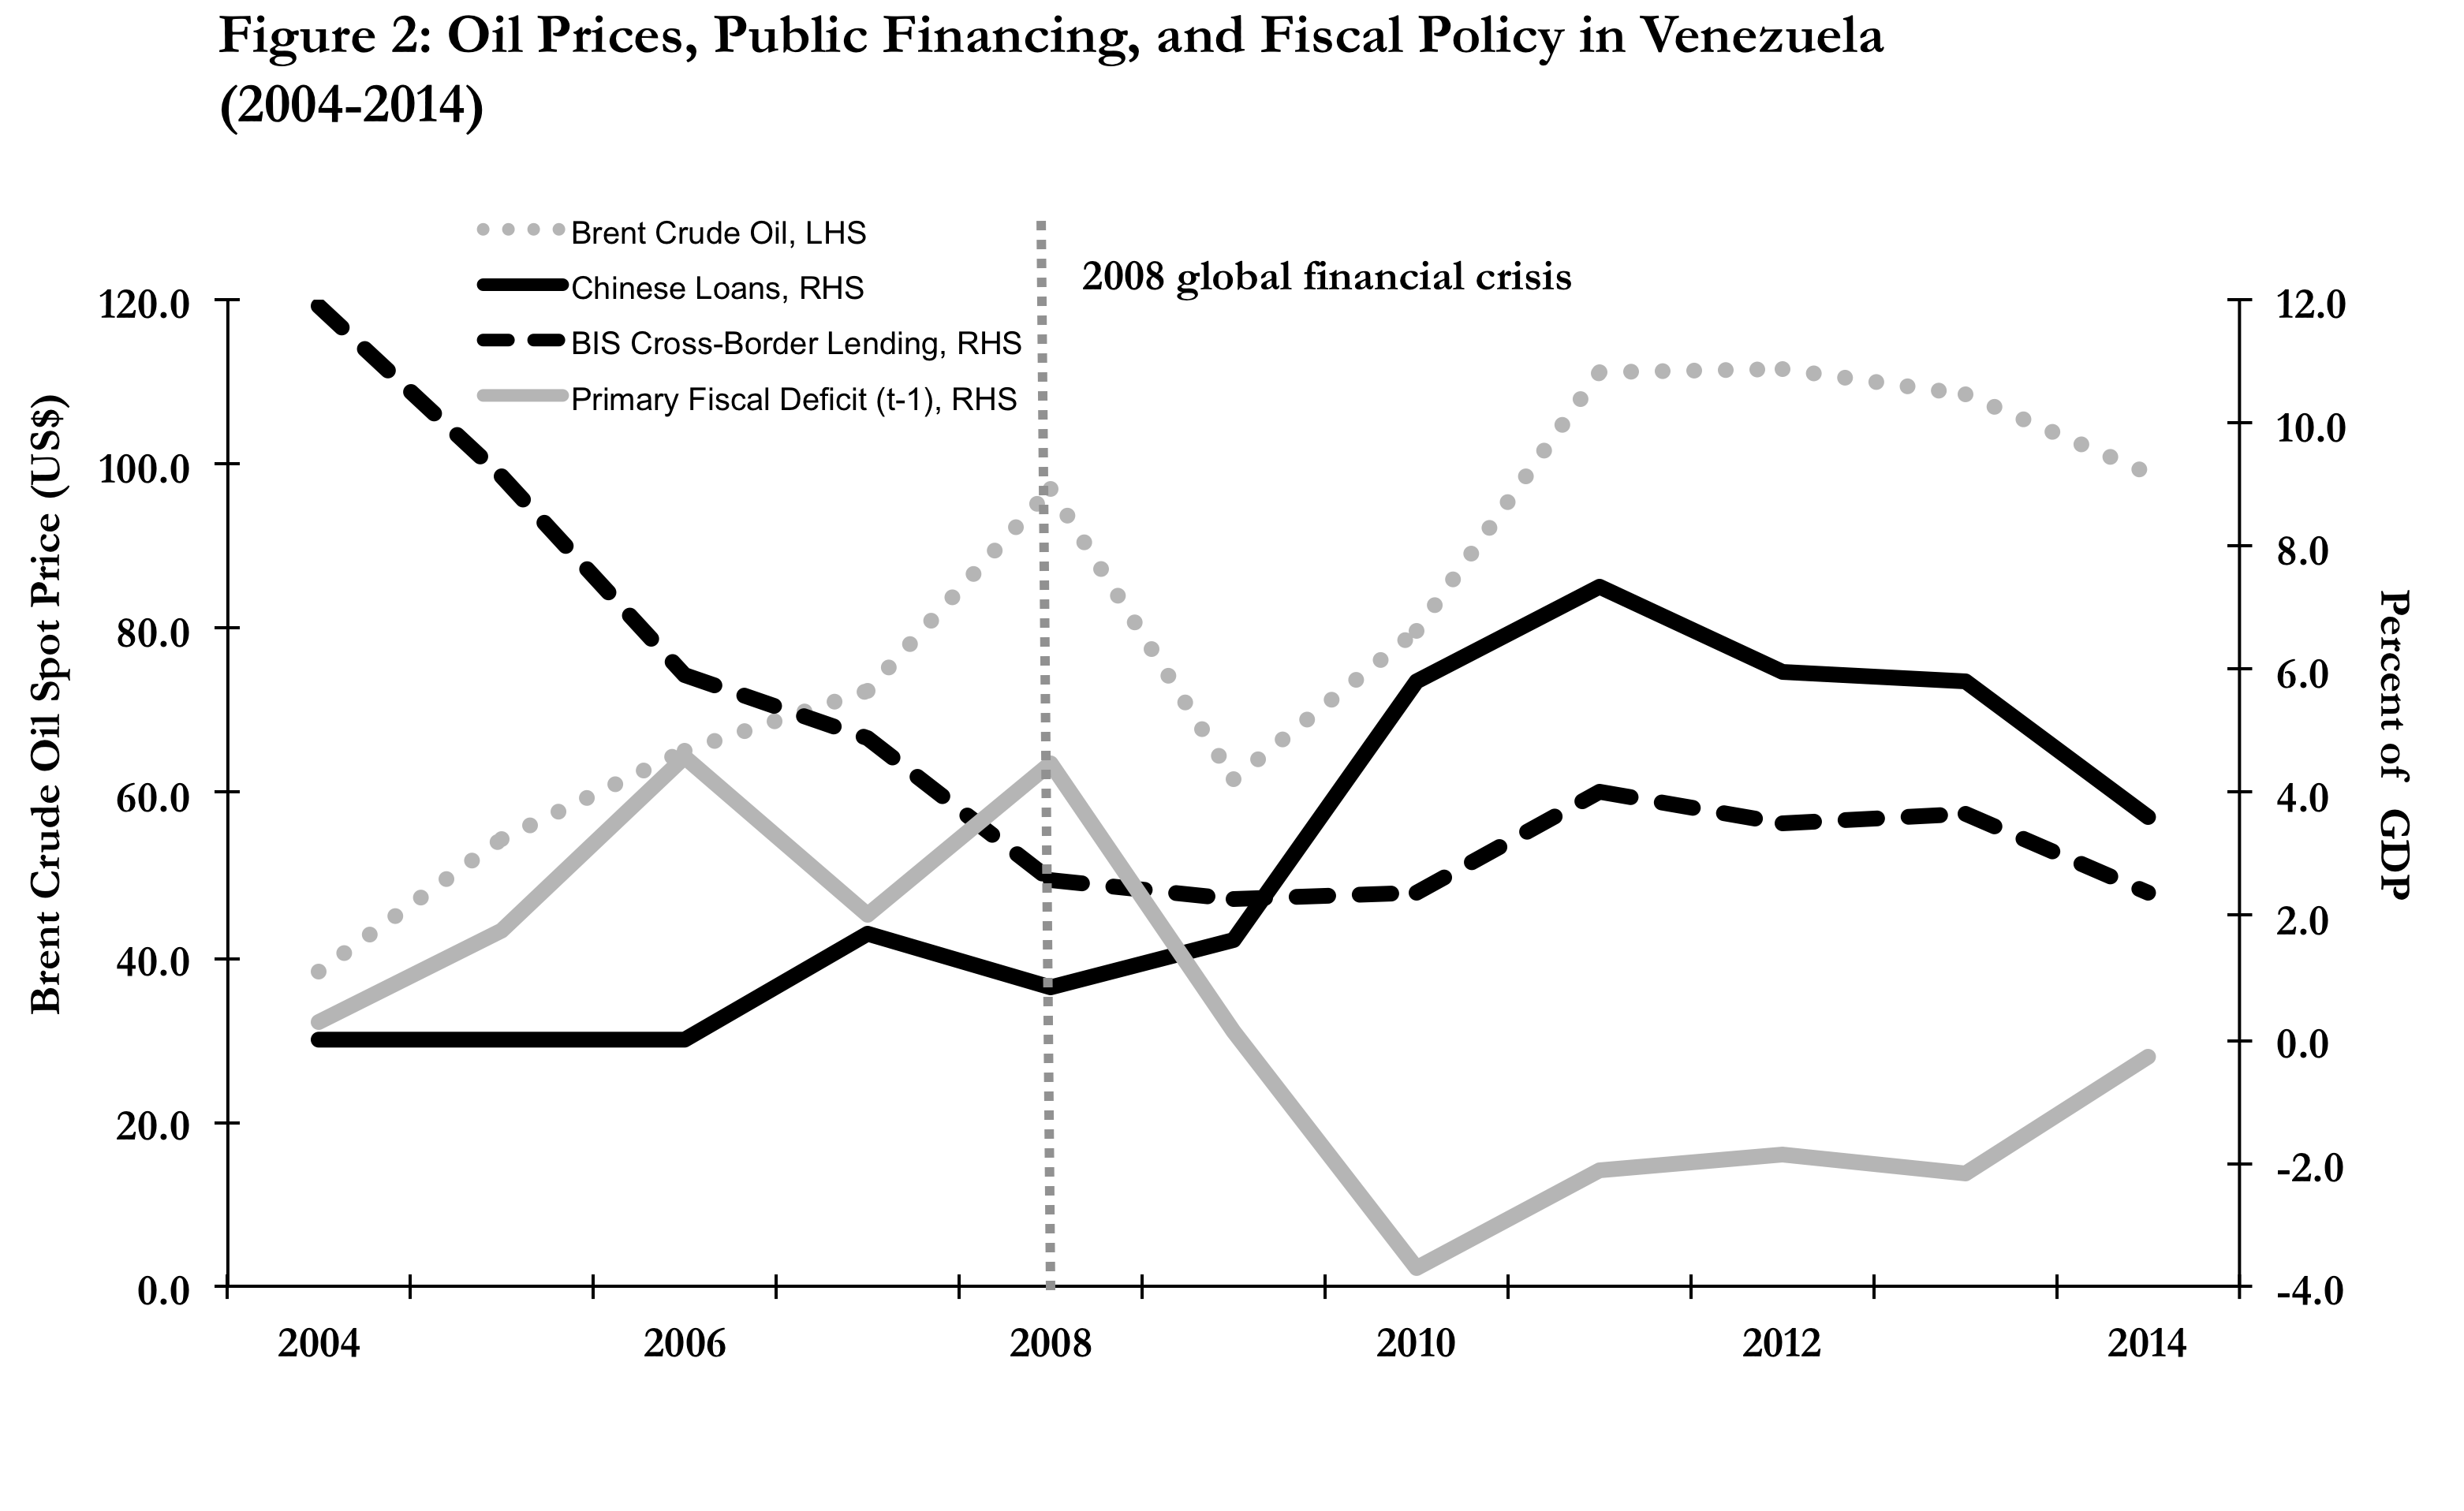 Figure 2: Oil Prices, Public Financing, and Fiscal Policy in Venezuela
(2004-2014)
Brent Crude Oil, LHS
Chinese Loans, RHS
BIS Cross-Border Lending, RHS
Primary Fiscal Deficit (t-1), RHS
2008 global financial crisis
Brent Crude Oil Spot Price (US$)
120.0
100.0
80.0
60.0
40.0
20.0
0.0
12.0
10.0
8.0
6.0
4.0
2.0
0.0
-2.0
-4.0
Percent of GDP
2004 2006 2008 2010 2012 2014